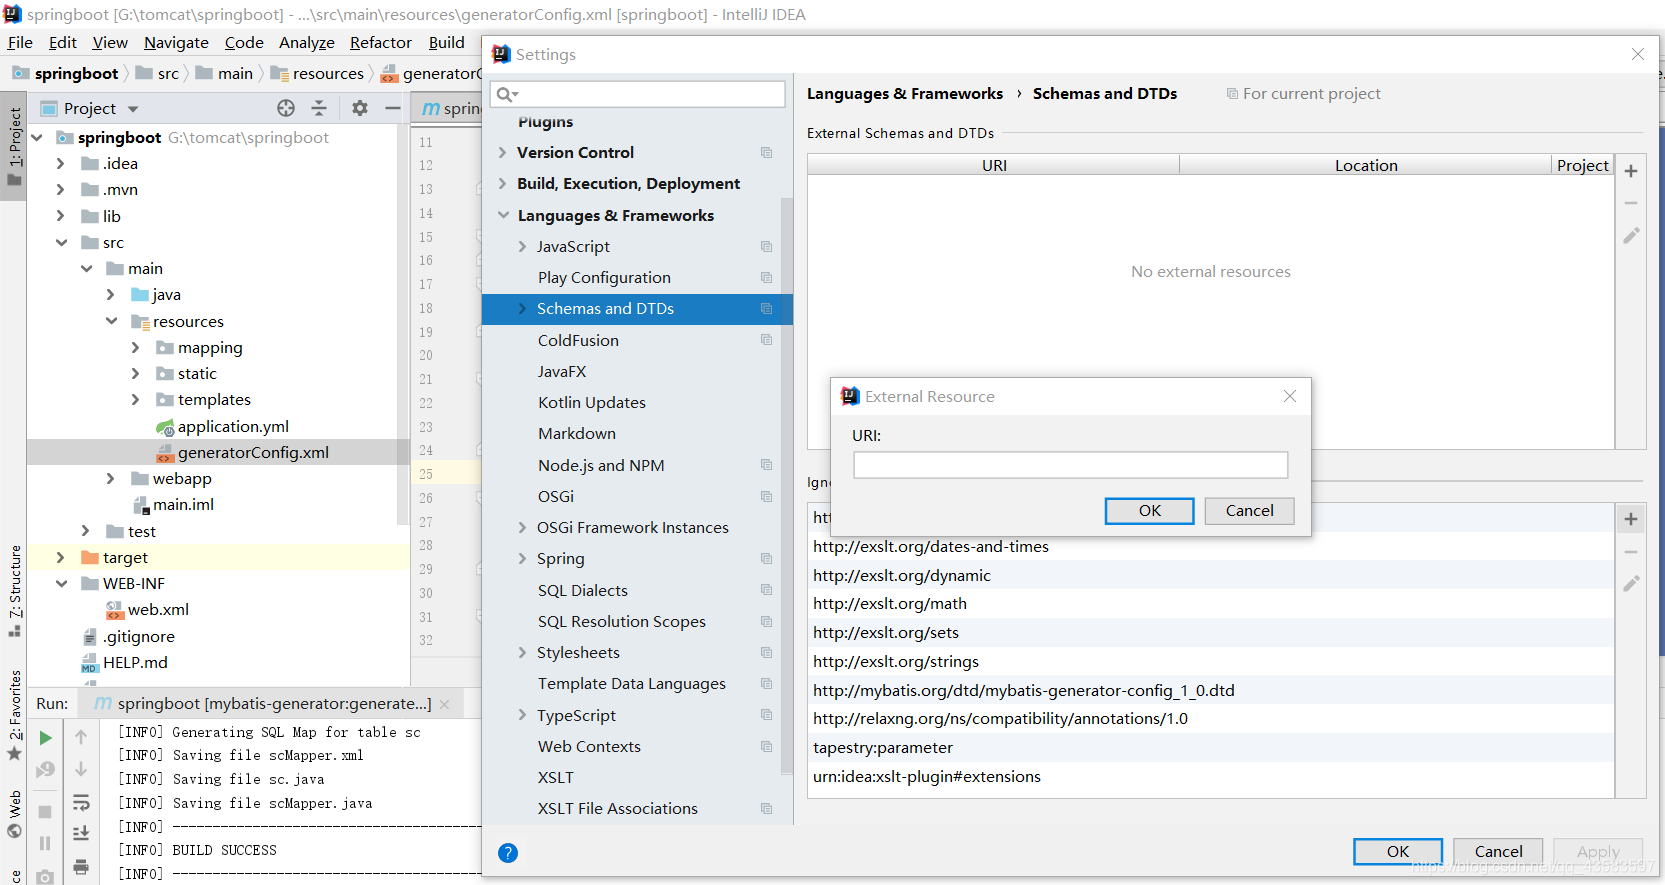 springboot [G:\tomcat\springboot] - ...\src\main\resources\generatorConfig.xml [springboot] - IntelliJ IDEA
File Edit View Navigate Code Analyze Refactor Build
springboot src main resources
Project
springboot G:\tomcat\springboot
.idea
.mvn
lib
src
main
java
resources
mapping
static
templates
application.yml
generatorConfig.xml
webapp
main.iml
test
target
WEB-INF
web.xml
.gitignore
HELP.md
1: Project
7: Structure
2: Favorites
Web
11
12
13
14
15
16
17
18
19
20
21
22
23
24
25
26
27
28
29
30
31
32
Run: springboot [mybatis-generator:generate...]
[INFO] Generating SQL Map for table sc
[INFO] Saving file scMapper.xml
[INFO] Saving file sc.java
[INFO] Saving file scMapper.java
[INFO] ----------------------------------------
[INFO] BUILD SUCCESS
[INFO] ----------------------------------------
Settings
Plugins
Version Control
Build, Execution, Deployment
Languages & Frameworks
JavaScript
Play Configuration
Schemas and DTDs
ColdFusion
JavaFX
Kotlin Updates
Markdown
Node.js and NPM
OSGi
OSGi Framework Instances
Spring
SQL Dialects
SQL Resolution Scopes
Stylesheets
Template Data Languages
TypeScript
Web Contexts
XSLT
XSLT File Associations
Languages & Frameworks › Schemas and DTDs For current project
External Schemas and DTDs
URI Location Project
No external resources
External Resource
URI:
OK Cancel
http://exslt.org/dates-and-times
http://exslt.org/dynamic
http://exslt.org/math
http://exslt.org/sets
http://exslt.org/strings
http://mybatis.org/dtd/mybatis-generator-config_1_0.dtd
http://relaxng.org/ns/compatibility/annotations/1.0
tapestry:parameter
urn:idea:xslt-plugin#extensions
OK Cancel Apply